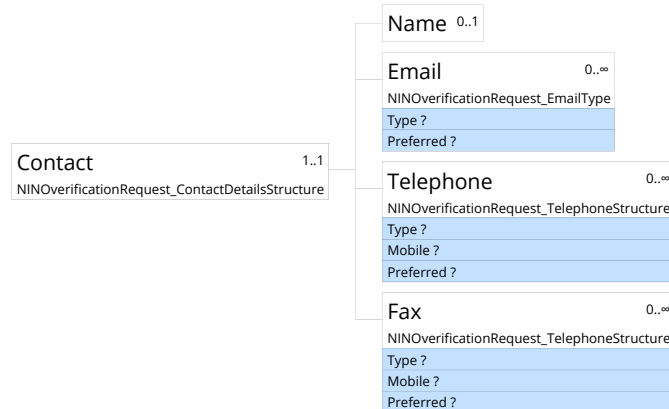 Name 0..1
Email 0..∞
NINOverificationRequest_EmailType
Type ?
Preferred ?
Contact 1..1
NINOverificationRequest_ContactDetailsStructure
Telephone 0..∞
NINOverificationRequest_TelephoneStructure
Type ?
Mobile ?
Preferred ?
Fax 0..∞
NINOverificationRequest_TelephoneStructure
Type ?
Mobile ?
Preferred ?